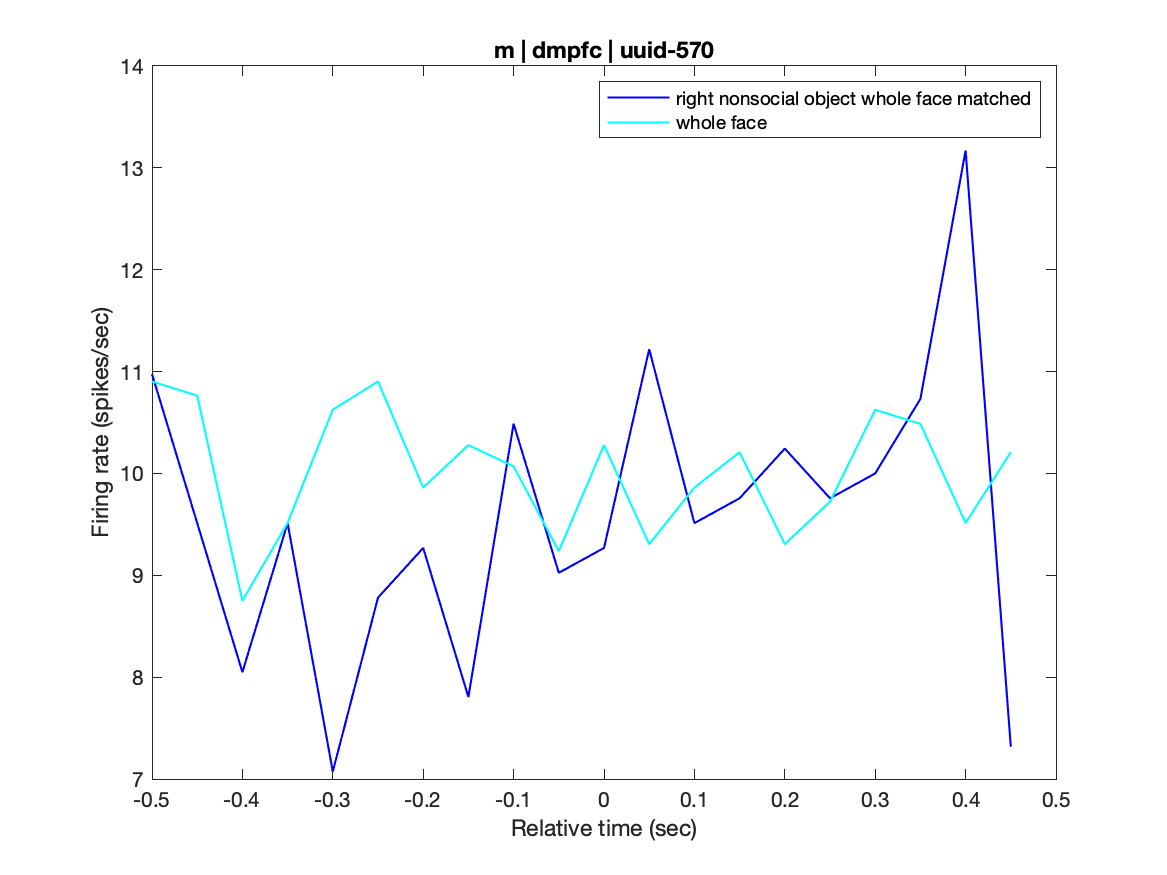 m | dmpfc | uuid-570
right nonsocial object whole face matched
whole face
14
13
12
11
10
9
8
7
Firing rate (spikes/sec)
-0.5 -0.4 -0.3 -0.2 -0.1 0 0.1 0.2 0.3 0.4 0.5
Relative time (sec)